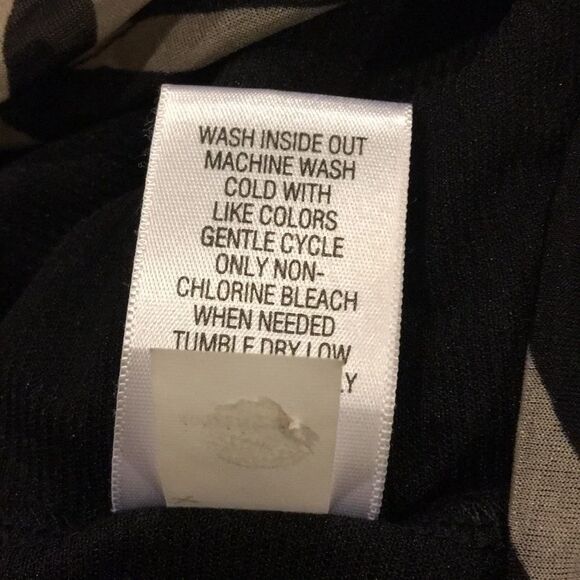 WASH INSIDE OUT
MACHINE WASH
COLD WITH
LIKE COLORS
GENTLE CYCLE
ONLY NON-
CHLORINE BLEACH
WHEN NEEDED
TUMBLE DRY LOW